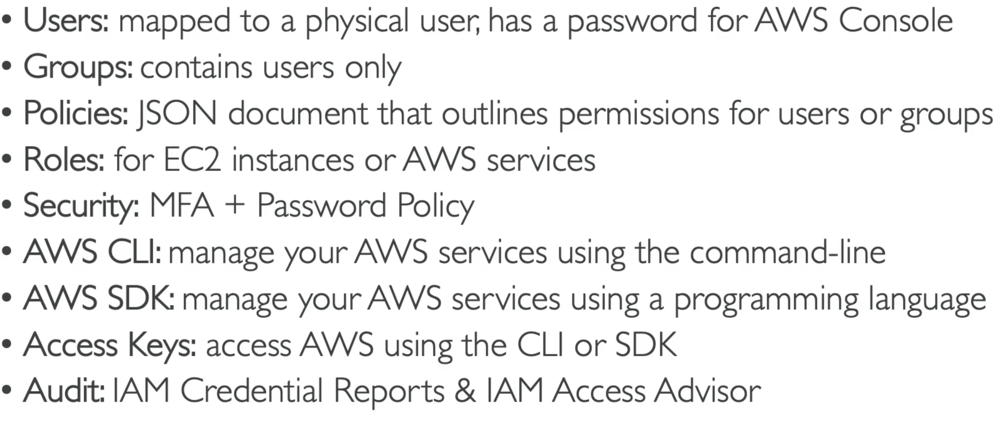 • Users: mapped to a physical user, has a password for AWS Console
• Groups: contains users only
• Policies: JSON document that outlines permissions for users or groups
• Roles: for EC2 instances or AWS services
• Security: MFA + Password Policy
• AWS CLI: manage your AWS services using the command-line
• AWS SDK: manage your AWS services using a programming language
• Access Keys: access AWS using the CLI or SDK
• Audit: IAM Credential Reports & IAM Access Advisor